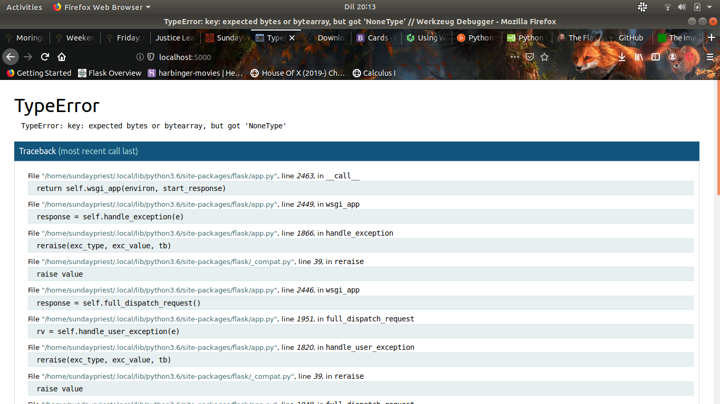 Activities Firefox Web Browser Dil 20:13
TypeError: key: expected bytes or bytearray, but got 'NoneType' // Werkzeug Debugger - Mozilla Firefox
Moring Weeken Friday: Justice Lea Sunday Type Downlo Cards - Using W Python Python The Fla GitHub The Ima
localhost:5000
Getting Started Flask Overview harbinger-movies | He... House Of X (2019-) Ch... Calculus I
TypeError
TypeError: key: expected bytes or bytearray, but got 'NoneType'
Traceback (most recent call last)
File "/home/sundaypriest/.local/lib/python3.6/site-packages/flask/app.py", line 2463, in __call__
return self.wsgi_app(environ, start_response)
File "/home/sundaypriest/.local/lib/python3.6/site-packages/flask/app.py", line 2449, in wsgi_app
response = self.handle_exception(e)
File "/home/sundaypriest/.local/lib/python3.6/site-packages/flask/app.py", line 1866, in handle_exception
reraise(exc_type, exc_value, tb)
File "/home/sundaypriest/.local/lib/python3.6/site-packages/flask/_compat.py", line 39, in reraise
raise value
File "/home/sundaypriest/.local/lib/python3.6/site-packages/flask/app.py", line 2446, in wsgi_app
response = self.full_dispatch_request()
File "/home/sundaypriest/.local/lib/python3.6/site-packages/flask/app.py", line 1951, in full_dispatch_request
rv = self.handle_user_exception(e)
File "/home/sundaypriest/.local/lib/python3.6/site-packages/flask/app.py", line 1820, in handle_user_exception
reraise(exc_type, exc_value, tb)
File "/home/sundaypriest/.local/lib/python3.6/site-packages/flask/_compat.py", line 39, in reraise
raise value